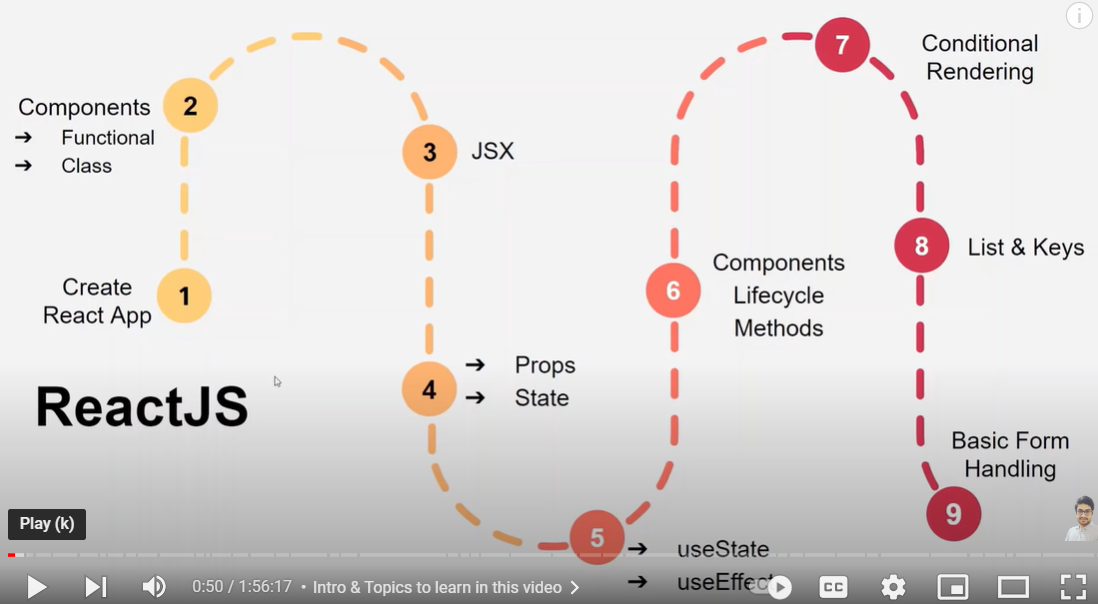 Create
React App
1
Components
→ Functional
→ Class
2
3
JSX
4
→ Props
→ State
5
→ useState
→ useEffect
6
Components
Lifecycle
Methods
7
Conditional
Rendering
8
List & Keys
Basic Form
Handling
9
ReactJS
Play (k)
0:50 / 1:56:17 • Intro & Topics to learn in this video
CC
i